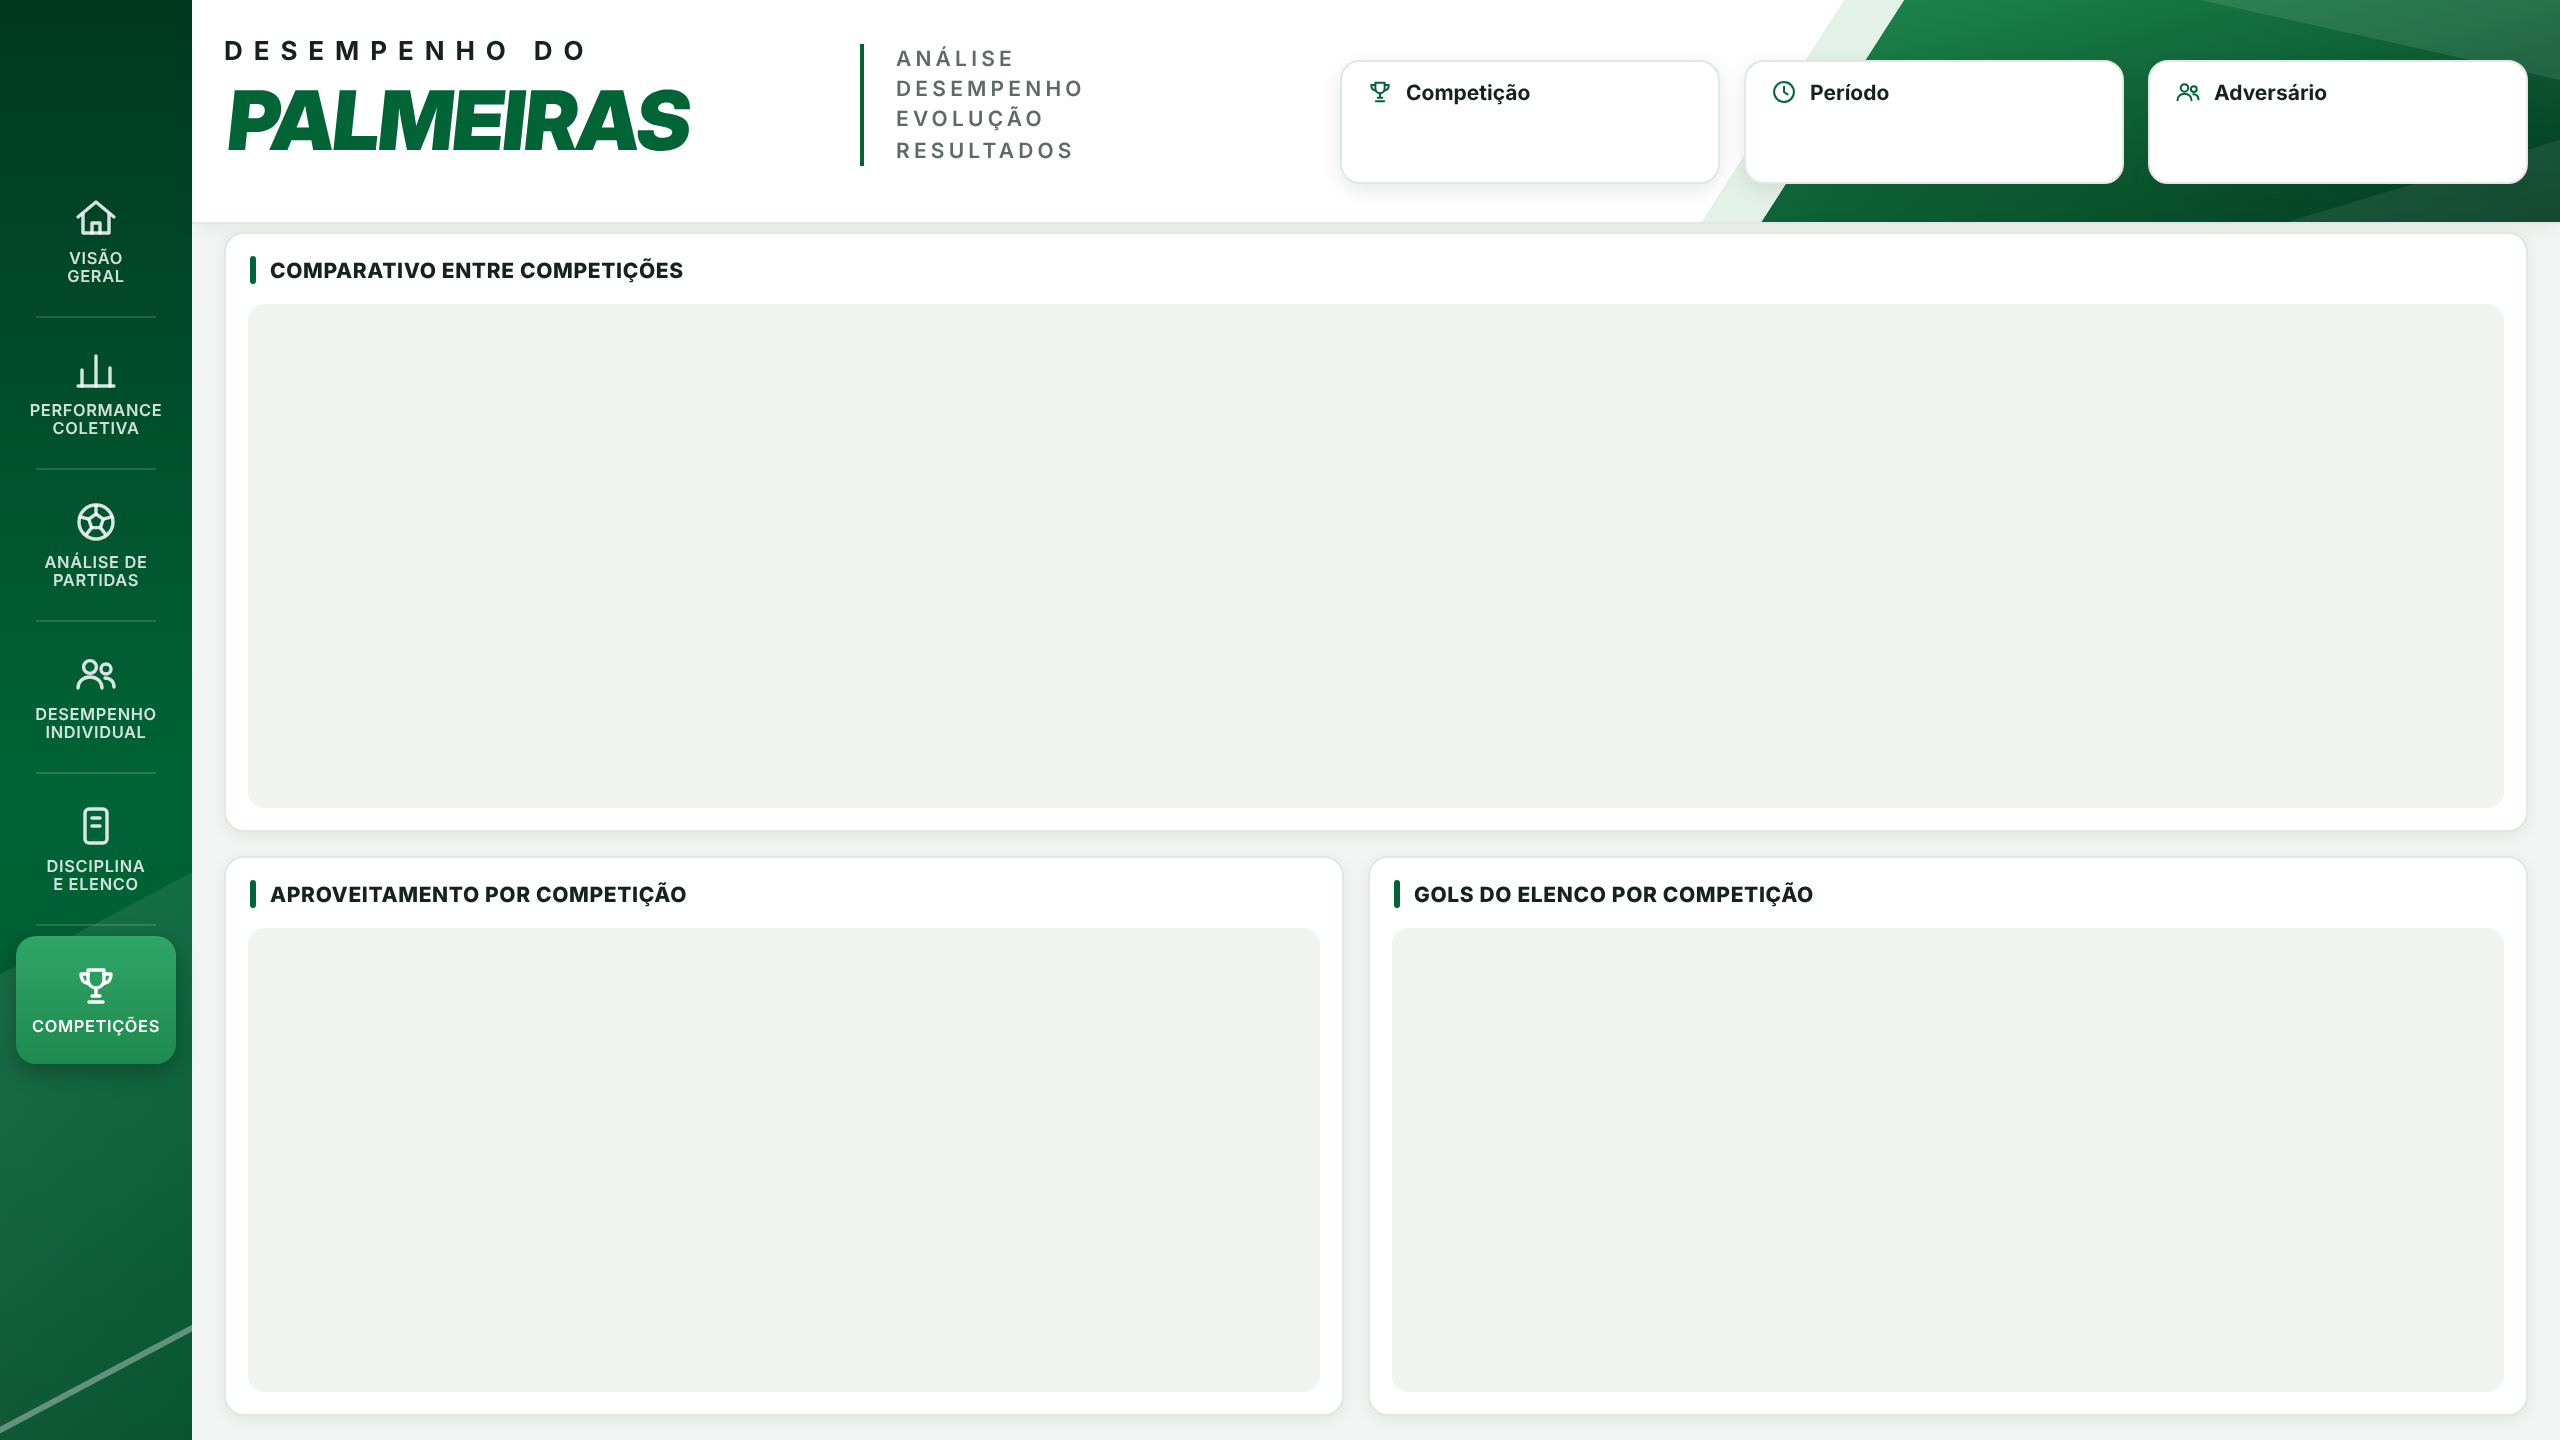 DESEMPENHO DO
PALMEIRAS
ANÁLISE
DESEMPENHO
EVOLUÇÃO
RESULTADOS
Competição
Período
Adversário
VISÃO
GERAL
PERFORMANCE
COLETIVA
ANÁLISE DE
PARTIDAS
DESEMPENHO
INDIVIDUAL
DISCIPLINA
E ELENCO
COMPETIÇÕES
COMPARATIVO ENTRE COMPETIÇÕES
APROVEITAMENTO POR COMPETIÇÃO
GOLS DO ELENCO POR COMPETIÇÃO